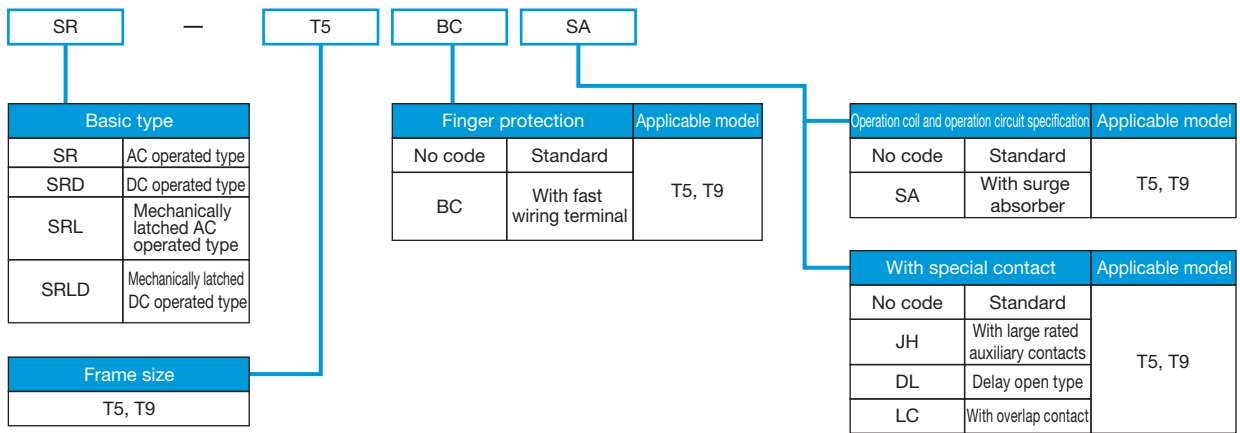 SR — T5 BC SA
Basic type
SR AC operated type
SRD DC operated type
SRL Mechanically
latched AC
operated type
SRLD Mechanically latched
DC operated type
Frame size
T5, T9
Finger protection Applicable model
No code Standard
BC With fast
wiring terminal
T5, T9
Operation coil and operation circuit specification Applicable model
No code Standard
SA With surge
absorber
T5, T9
With special contact Applicable model
No code Standard
JH With large rated
auxiliary contacts
DL Delay open type
LC With overlap contact
T5, T9